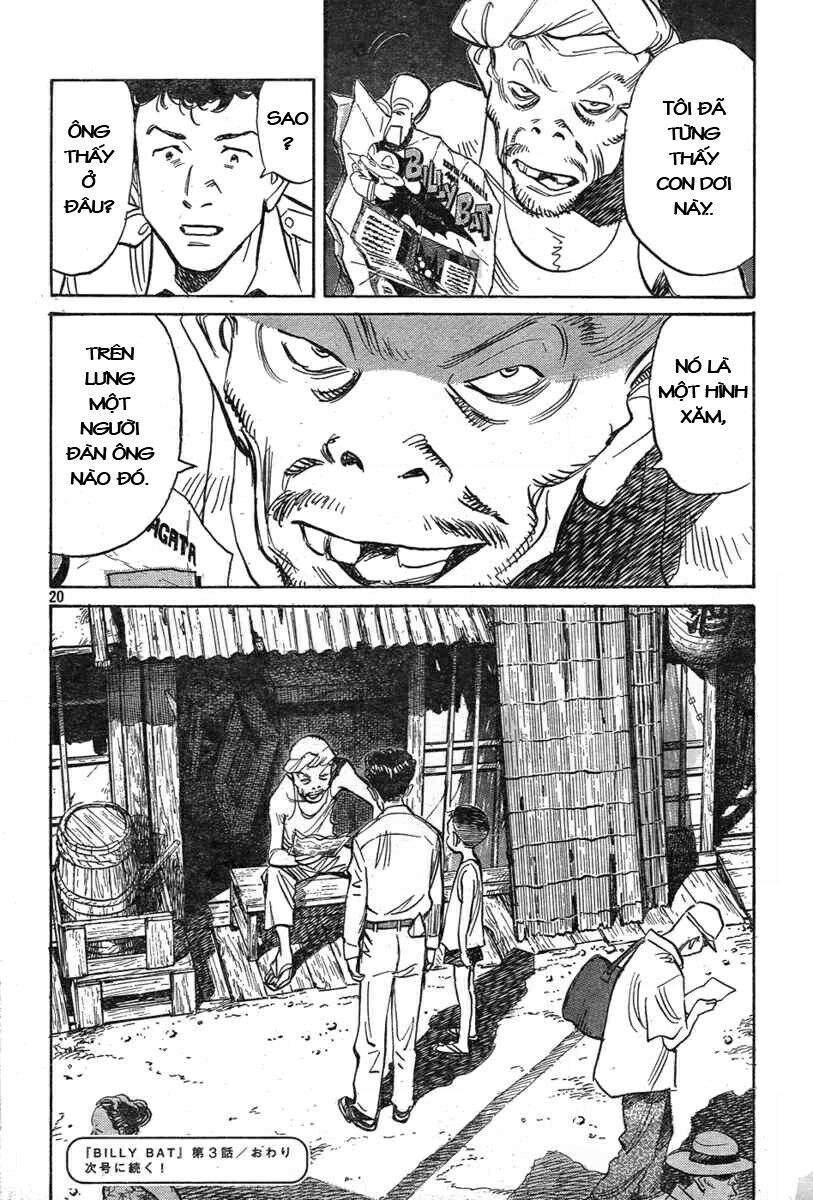 TÔI ĐÃ
TỪNG
THẤY
CON DƠI
NÀY..
BILLY BAT
SAO
?
ÔNG
THẤY
Ở
ĐÂU?
NÓ LÀ
MỘT HÌNH
XĂM,
TRÊN
LƯNG
MỘT
NGƯỜI
ĐÀN ÔNG
NÀO ĐÓ.
AGATA
20
『BILLY BAT』第3話／おわり
次号に続く！